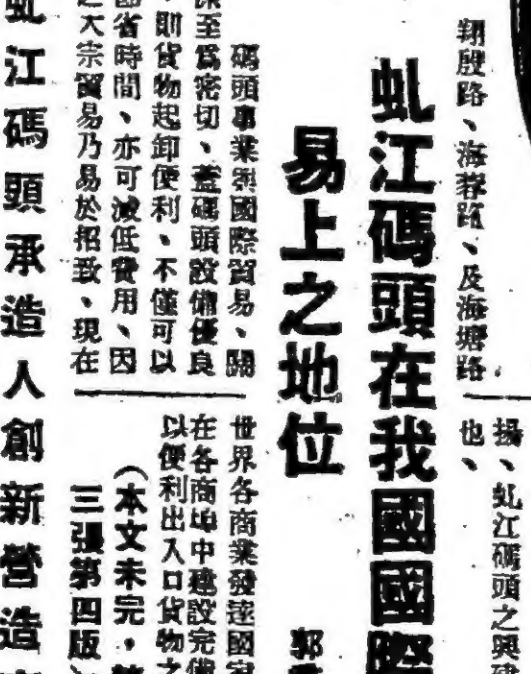 翔殷路、海蓉路、及海塘路
揚、虬江碼頭之興建
也、
虬江碼頭在我國國際
易上之地位
郭
碼頭事業與國際貿易、關
係至爲密切、蓋碼頭設備優良
、則貨物起卸便利、不僅可以
節省時間、亦可減低費用、因
之大宗貿易乃易於招致、現在
世界各商業發達國家
在各商埠中建設完備
以便利出入口貨物之
(本文未完・
三張第四版
虬江碼頭承造人創新營造